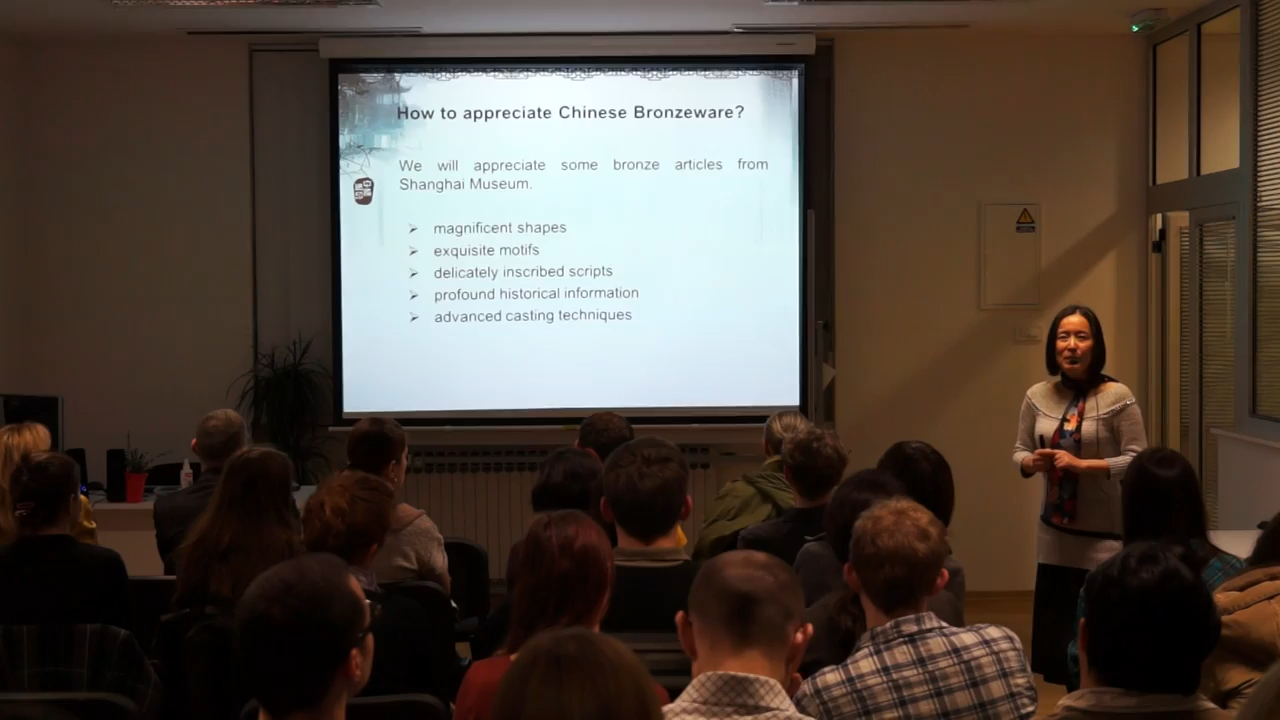 How to appreciate Chinese Bronzeware?
We will appreciate some bronze articles from
Shanghai Museum.
➢ magnificent shapes
➢ exquisite motifs
➢ delicately inscribed scripts
➢ profound historical information
➢ advanced casting techniques